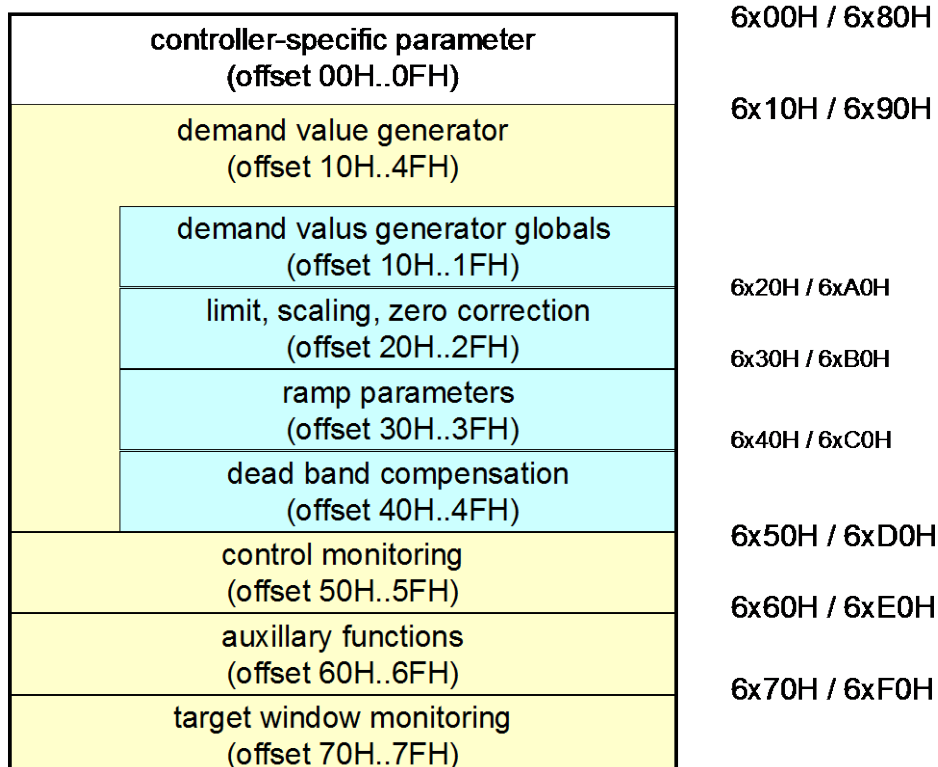 controller-specific parameter
(offset 00H..0FH)
6x00H / 6x80H
demand value generator
(offset 10H..4FH)
6x10H / 6x90H
demand valus generator globals
(offset 10H..1FH)
limit, scaling, zero correction
(offset 20H..2FH)
6x20H / 6xA0H
ramp parameters
(offset 30H..3FH)
6x30H / 6xB0H
dead band compensation
(offset 40H..4FH)
6x40H / 6xC0H
control monitoring
(offset 50H..5FH)
6x50H / 6xD0H
auxillary functions
(offset 60H..6FH)
6x60H / 6xE0H
target window monitoring
(offset 70H..7FH)
6x70H / 6xF0H